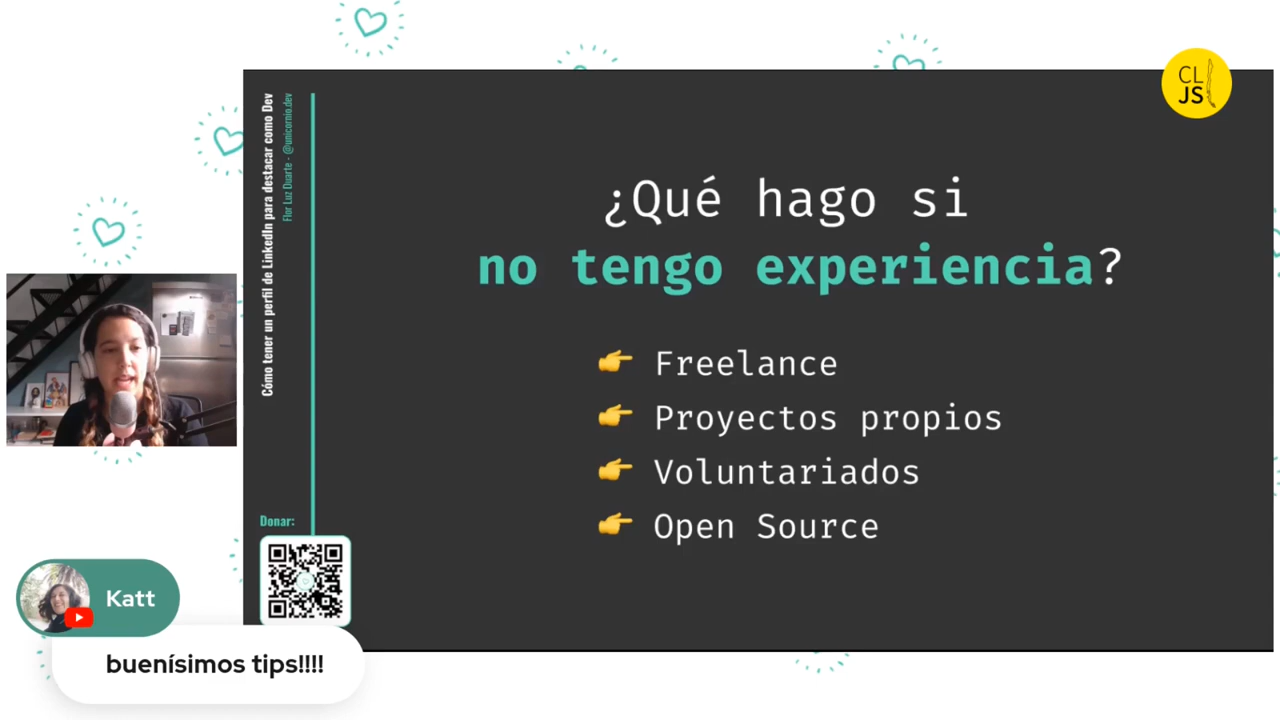 CL
JS
Cómo tener un perfil de LinkedIn para destacar como Dev
Flor Luz Duarte - @unicornio.dev
¿Qué hago si
no tengo experiencia?
👉 Freelance
👉 Proyectos propios
👉 Voluntariados
👉 Open Source
Donar:
Katt
buenísimos tips!!!!